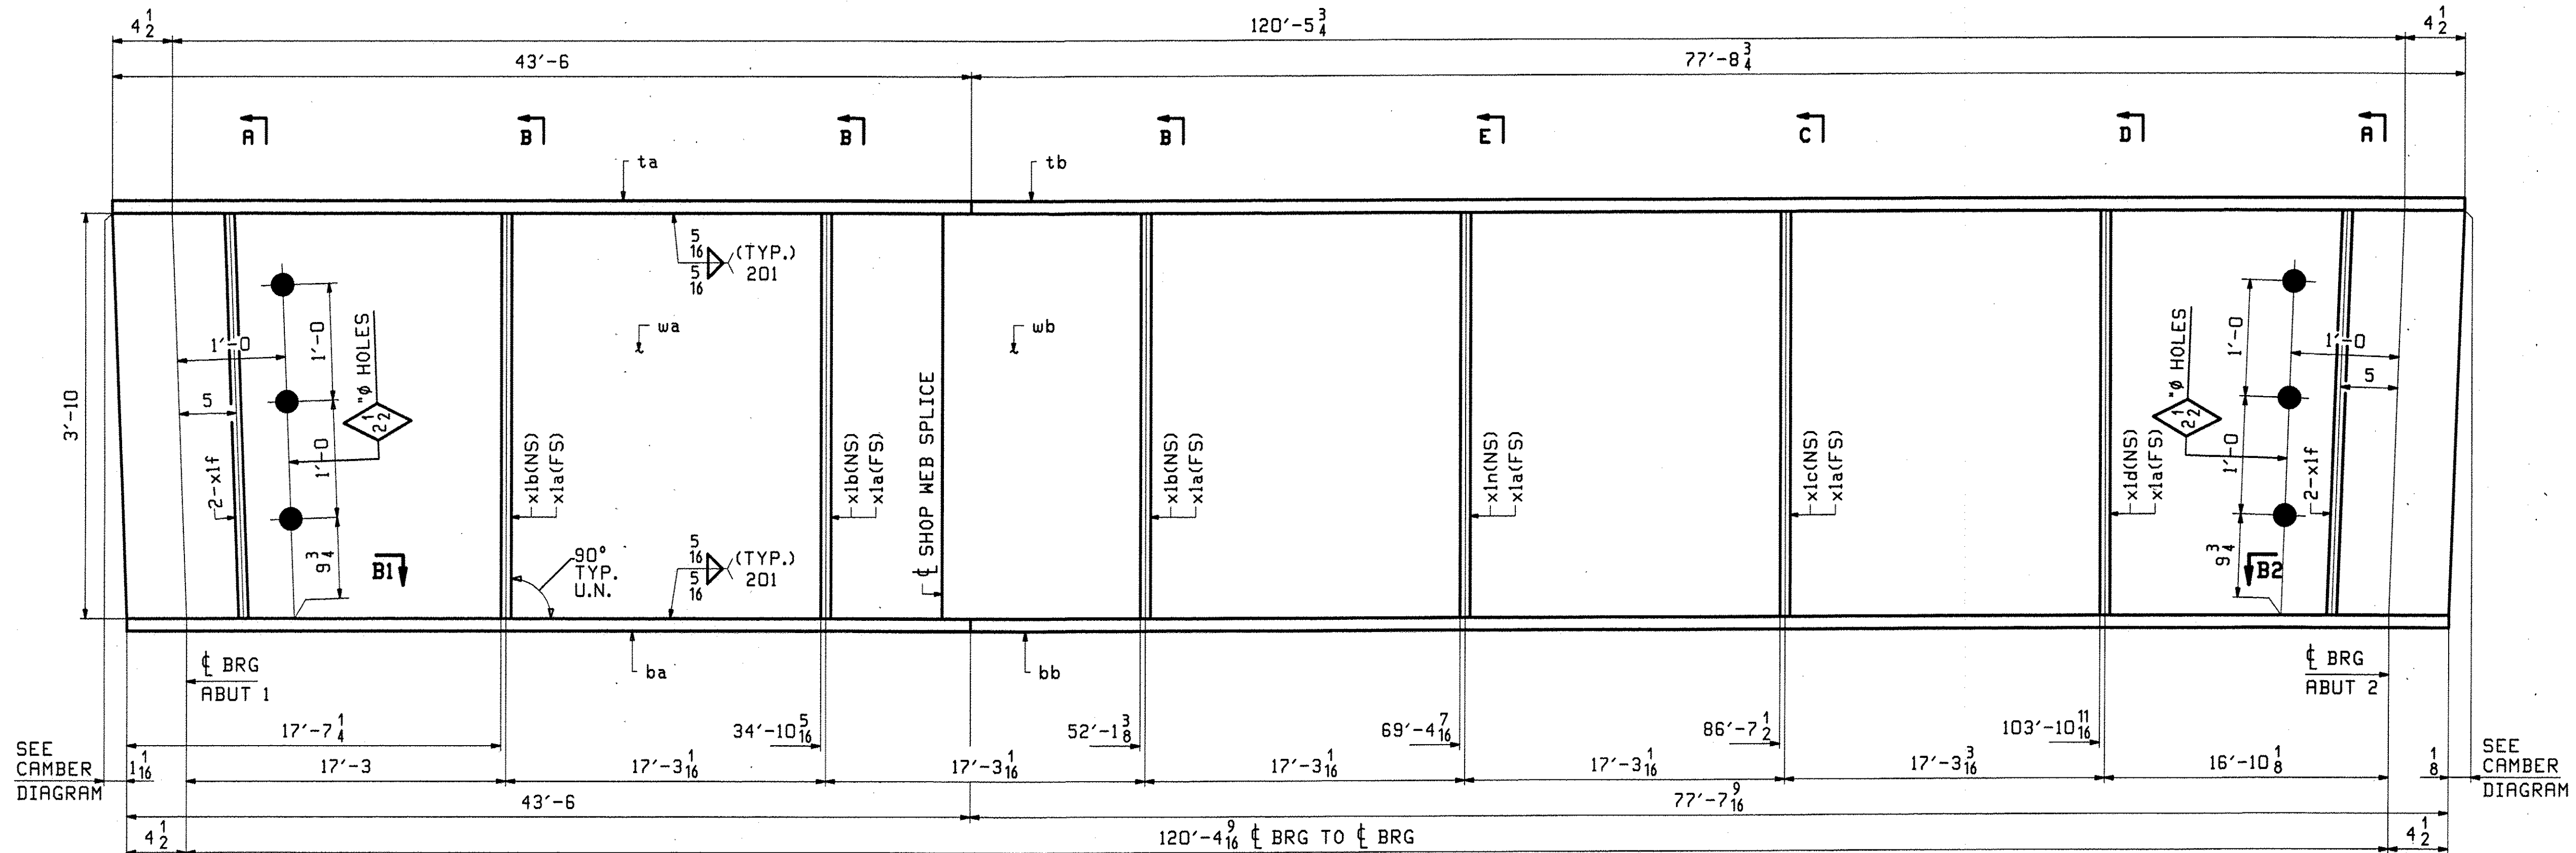 4 1/2 120′-5 3/4 4 1/2
43′-6 77′-8 3/4
A B B B E C D A
ta tb
5/16 (TYP.)
5/16 201
wa wb
3′-10
1′-0
1′-0
5
1′-0
9 3/4
2 1/2 "ø HOLES
2-x1f
B1
x1b(NS)
x1a(FS)
90°
TYP.
U.N.
5/16 (TYP.)
5/16 201
x1b(NS)
x1a(FS)
℄ SHOP WEB SPLICE
x1b(NS)
x1a(FS)
x1n(NS)
x1a(FS)
x1c(NS)
x1a(FS)
x1d(NS)
x1a(FS)
2 1/2 "ø HOLES
1′-0
1′-0
1′-0
5
9 3/4
2-x1f
B2
ba bb
℄ BRG
ABUT 1
℄ BRG
ABUT 2
17′-7 1/4 34′-10 5/16 52′-1 3/8 69′-4 7/16 86′-7 1/2 103′-10 11/16
SEE
CAMBER
DIAGRAM
1 1/16 17′-3 17′-3 1/16 17′-3 1/16 17′-3 1/16 17′-3 1/16 17′-3 3/16 16′-10 1/8 1/8
SEE
CAMBER
DIAGRAM
43′-6 77′-7 9/16
4 1/2 120′-4 9/16 ℄ BRG TO ℄ BRG 4 1/2